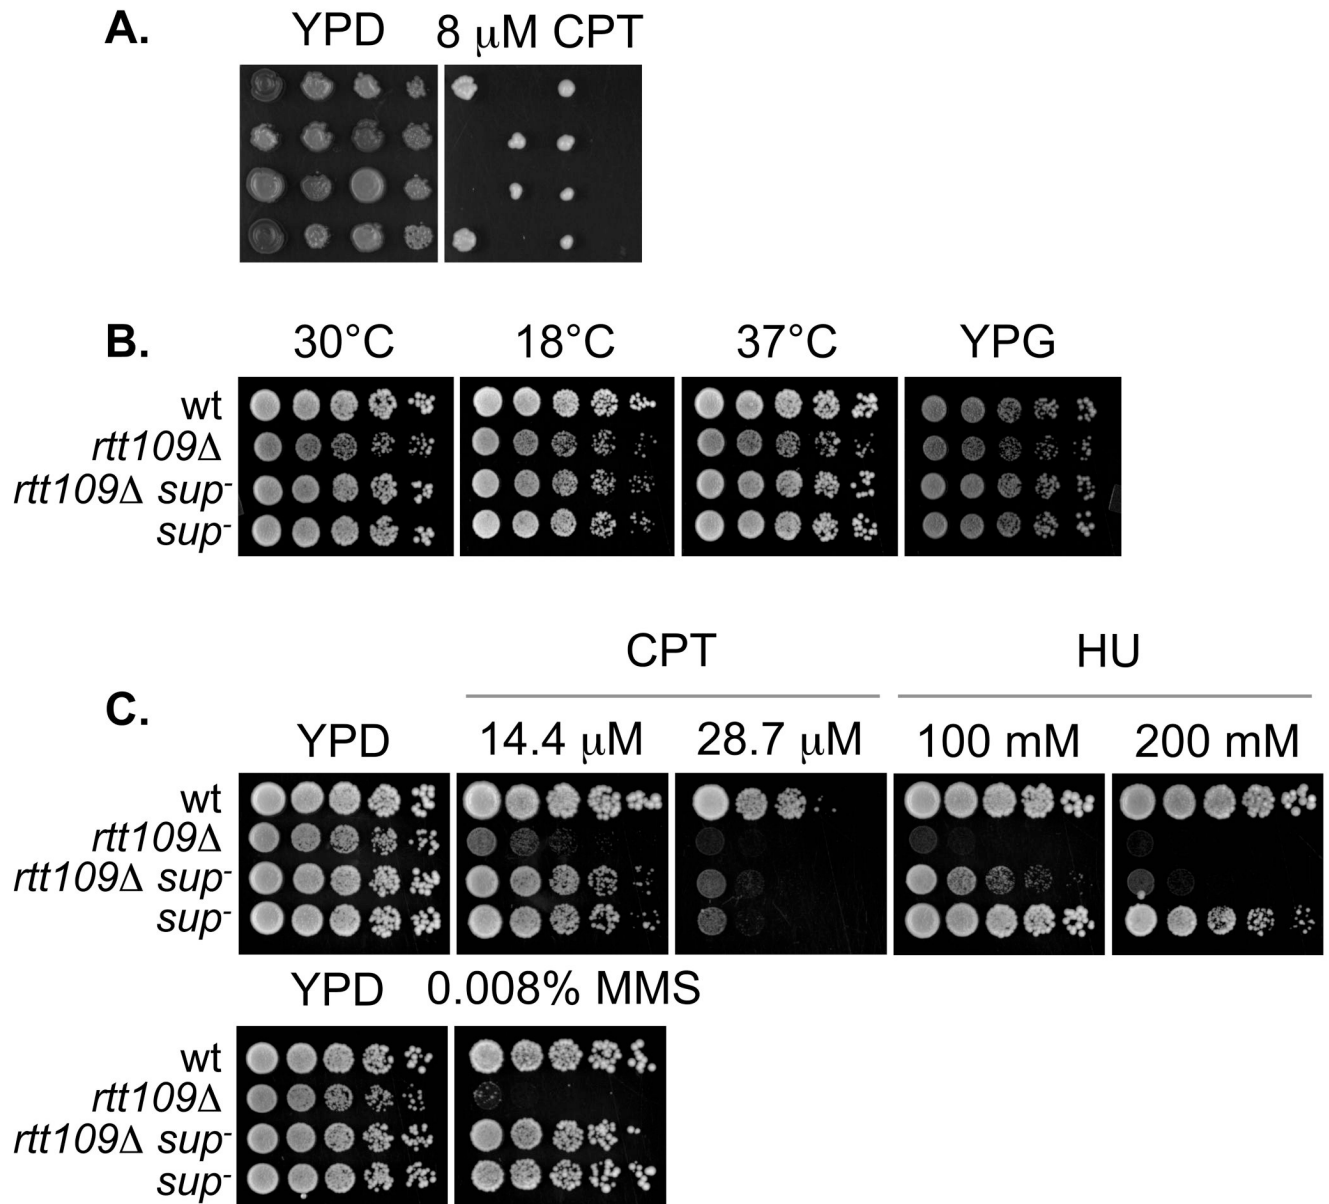 A.
YPD 8 μM CPT
B.
30°C 18°C 37°C YPG
wt
rtt109Δ
rtt109Δ sup-
sup-
CPT HU
C.
YPD 14.4 μM 28.7 μM 100 mM 200 mM
wt
rtt109Δ
rtt109Δ sup-
sup-
YPD 0.008% MMS
wt
rtt109Δ
rtt109Δ sup-
sup-